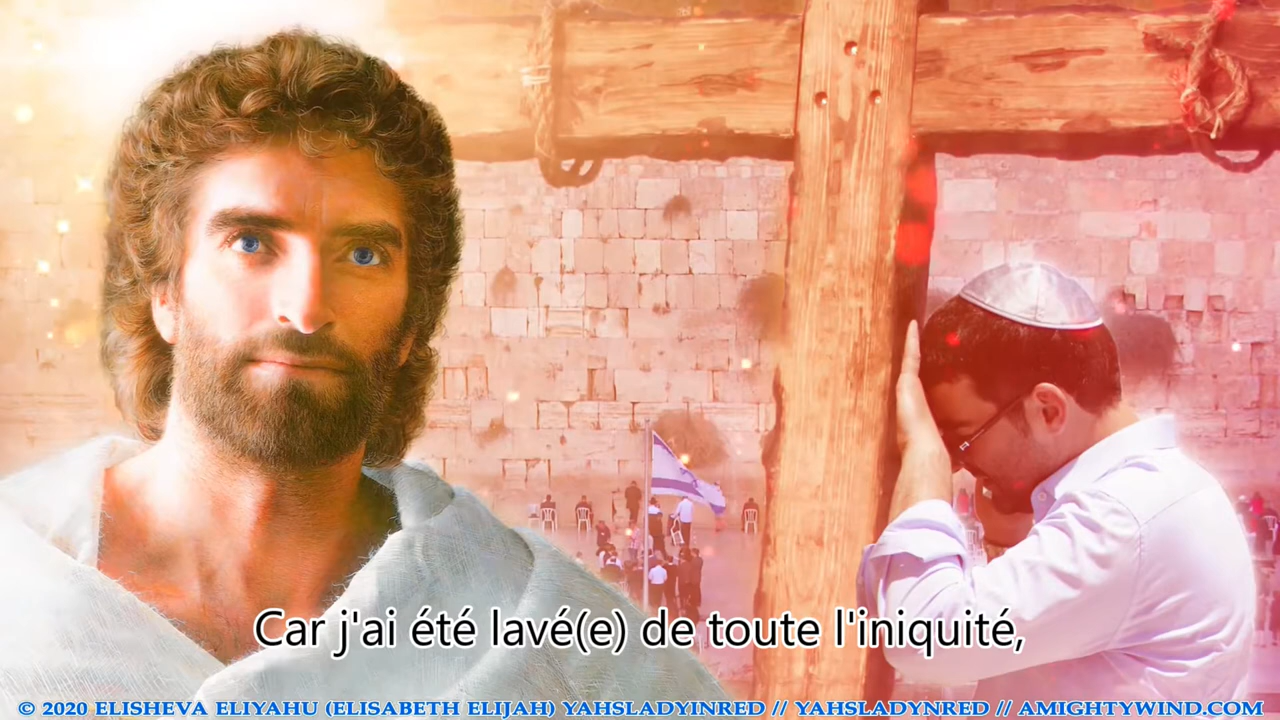 Car j'ai été lavé(e) de toute l'iniquité,
© 2020 ELISHEVA ELIYAHU (ELISABETH ELIJAH) YAHSLADYINRED // YAHSLADYNRED // AMIGHTYWIND.COM